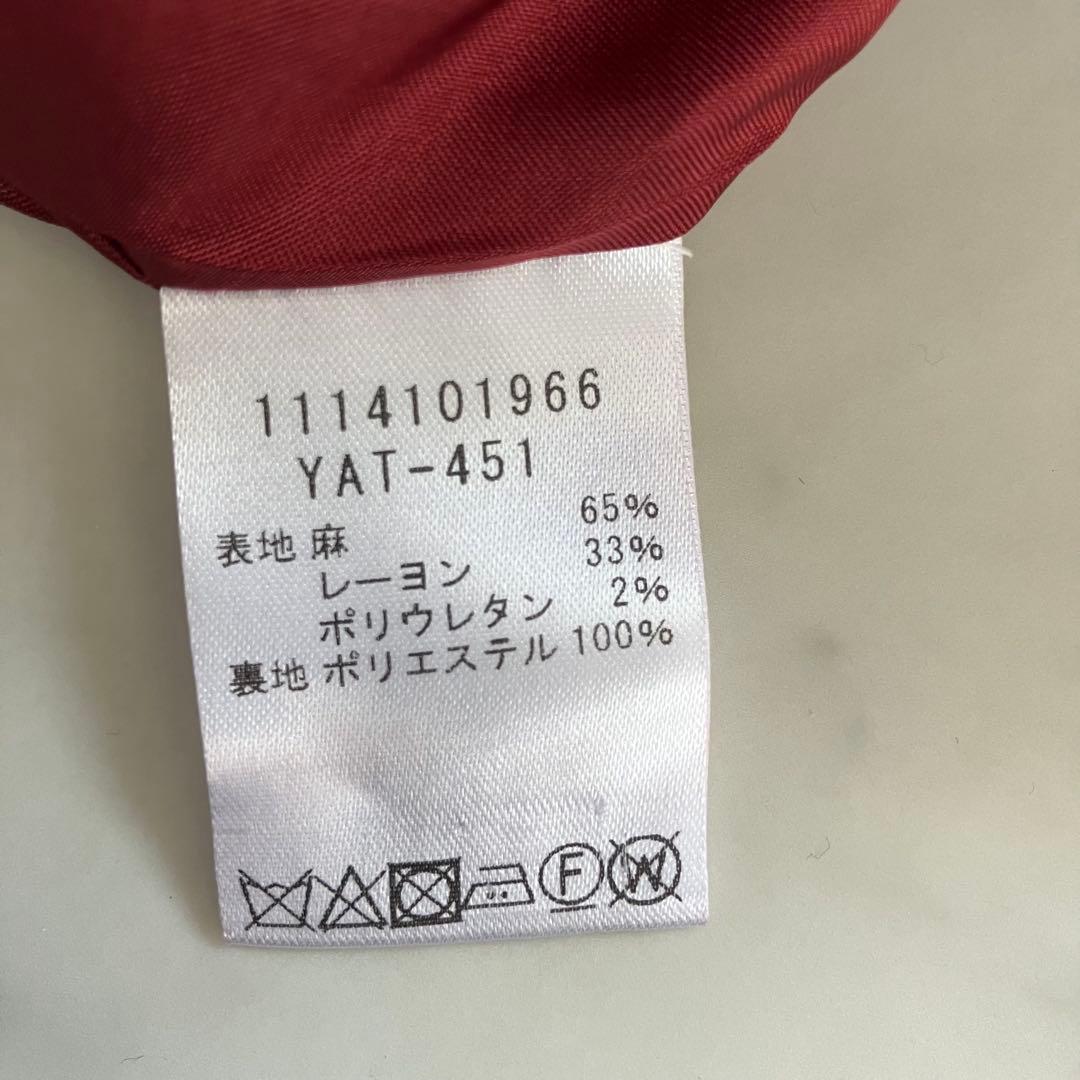 1114101966
YAT-451
表地 麻 65%
レーヨン 33%
ポリウレタン 2%
裏地 ポリエステル 100%
F W